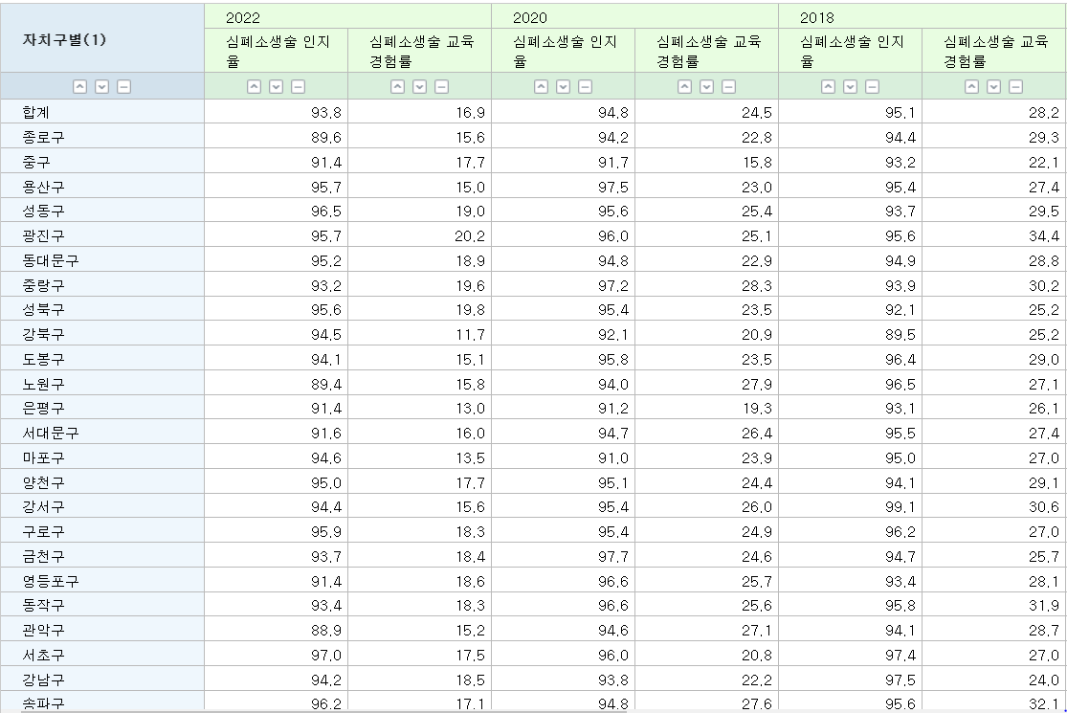 자치구별(1) 2022 2020 2018
심폐소생술 인지율 심폐소생술 교육 경험률 심폐소생술 인지율 심폐소생술 교육 경험률 심폐소생술 인지율 심폐소생술 교육 경험률
합계 93.8 16.9 94.8 24.5 95.1 28.2
종로구 89.6 15.6 94.2 22.8 94.4 29.3
중구 91.4 17.7 91.7 15.8 93.2 22.1
용산구 95.7 15.0 97.5 23.0 95.4 27.4
성동구 96.5 19.0 95.6 25.4 93.7 29.5
광진구 95.7 20.2 96.0 25.1 95.6 34.4
동대문구 95.2 18.9 94.8 22.9 94.9 28.8
중랑구 93.2 19.6 97.2 28.3 93.9 30.2
성북구 95.6 19.8 95.4 23.5 92.1 25.2
강북구 94.5 11.7 92.1 20.9 89.5 25.2
도봉구 94.1 15.1 95.8 23.5 96.4 29.0
노원구 89.4 15.8 94.0 27.9 96.5 27.1
은평구 91.4 13.0 91.2 19.3 93.1 26.1
서대문구 91.6 16.0 94.7 26.4 95.5 27.4
마포구 94.6 13.5 91.0 23.9 95.0 27.0
양천구 95.0 17.7 95.1 24.4 94.1 29.1
강서구 94.4 15.6 95.4 26.0 99.1 30.6
구로구 95.9 18.3 95.4 24.9 96.2 27.0
금천구 93.7 18.4 97.7 24.6 94.7 25.7
영등포구 91.4 18.6 96.6 25.7 93.4 28.1
동작구 93.4 18.3 96.6 25.6 95.8 31.9
관악구 88.9 15.2 94.6 27.1 94.1 28.7
서초구 97.0 17.5 96.0 20.8 97.4 27.0
강남구 94.2 18.5 93.8 22.2 97.5 24.0
송파구 96.2 17.1 94.8 27.6 95.6 32.1